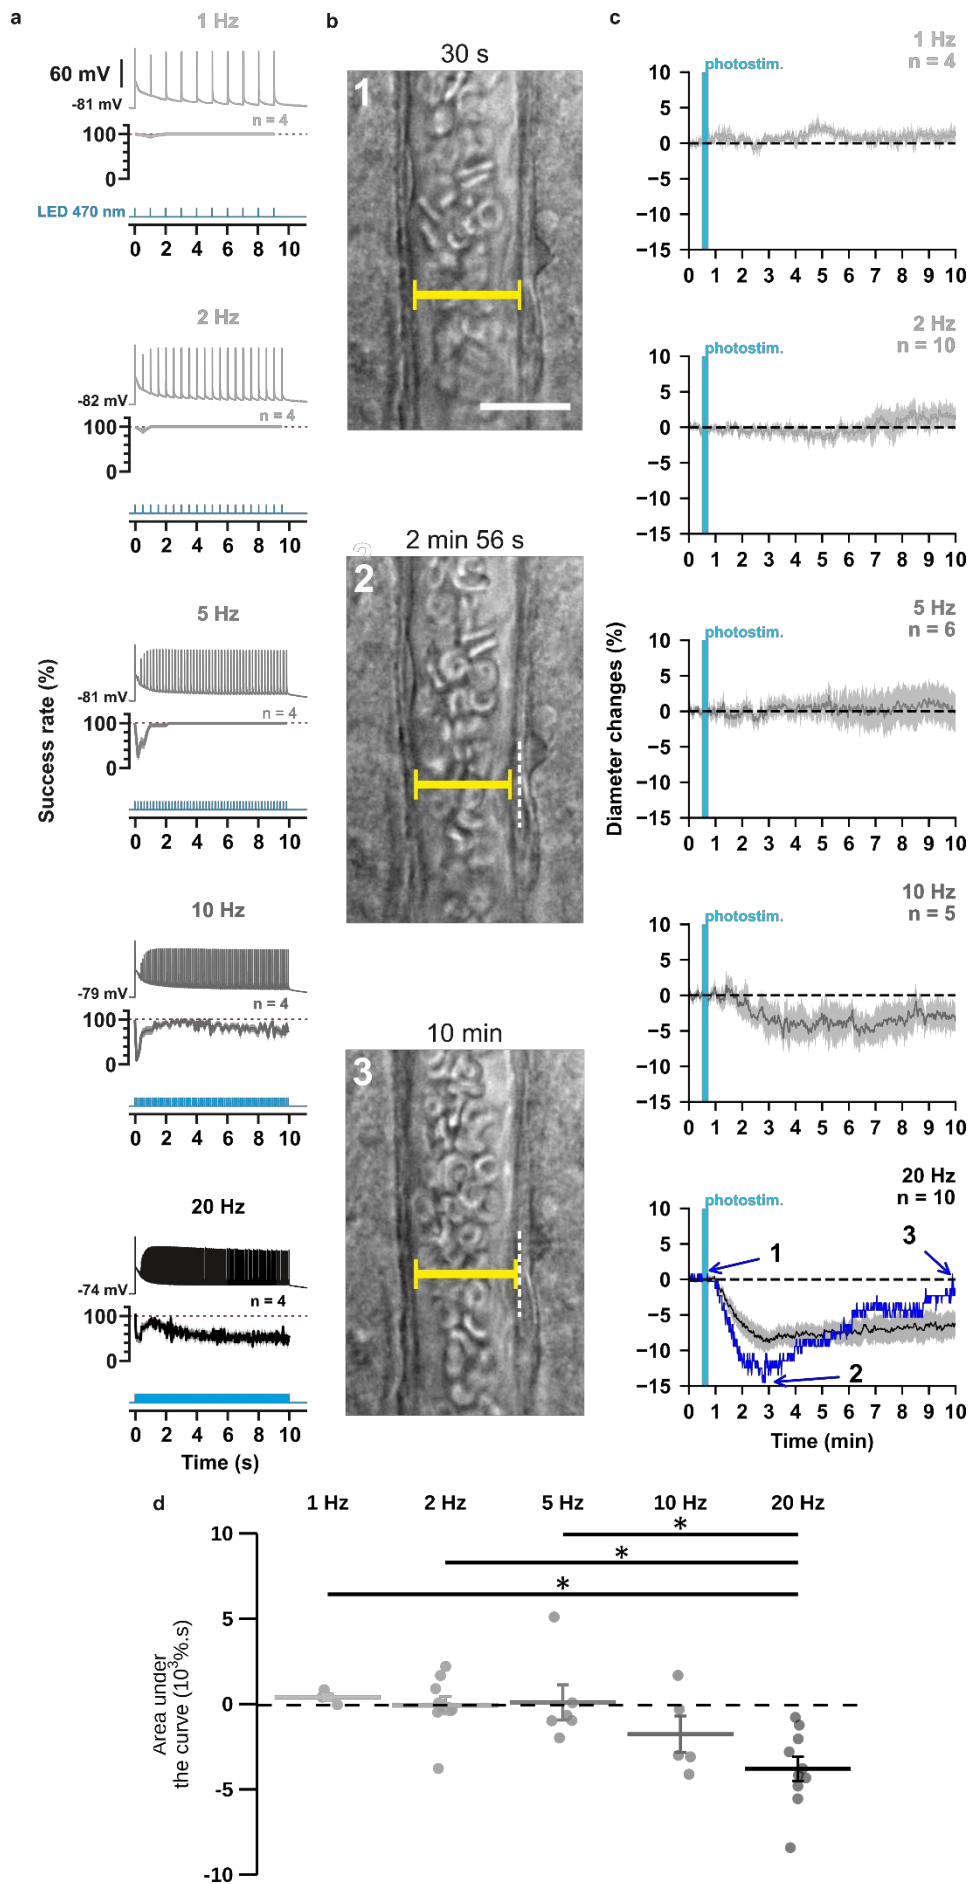 a
1 Hz
60 mV
-81 mV
n = 4
100
0
LED 470 nm
0 2 4 6 8 10
2 Hz
-82 mV
n = 4
100
0
0 2 4 6 8 10
5 Hz
-81 mV
n = 4
100
0
0 2 4 6 8 10
Success rate (%)
10 Hz
-79 mV
n = 4
100
0
0 2 4 6 8 10
20 Hz
-74 mV
n = 4
100
0
0 2 4 6 8 10
Time (s)
b
30 s
1
2 min 56 s
2
10 min
3
c
1 Hz
n = 4
photostim.
10
5
0
−5
−10
−15
0 1 2 3 4 5 6 7 8 9 10
2 Hz
n = 10
photostim.
10
5
0
−5
−10
−15
0 1 2 3 4 5 6 7 8 9 10
5 Hz
n = 6
photostim.
10
5
0
−5
−10
−15
0 1 2 3 4 5 6 7 8 9 10
Diameter changes (%)
10 Hz
n = 5
photostim.
10
5
0
−5
−10
−15
0 1 2 3 4 5 6 7 8 9 10
20 Hz
n = 10
photostim.
10
5
0
−5
−10
−15
1
3
2
0 1 2 3 4 5 6 7 8 9 10
Time (min)
d
1 Hz 2 Hz 5 Hz 10 Hz 20 Hz
10
5
0
-5
-10
*
*
*
Area under
the curve (10³%.s)